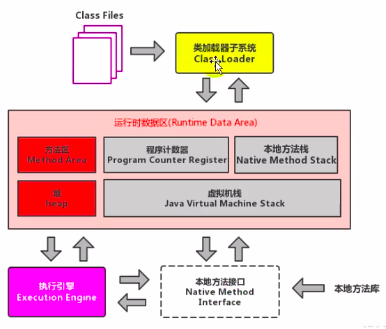 Class Files
类加载器子系统
Class Loader
运行时数据区(Runtime Data Area)
方法区
Method Area
程序计数器
Program Counter Register
本地方法栈
Native Method Stack
堆
heap
虚拟机栈
Java Virtual Machine Stack
执行引擎
Execution Engine
本地方法接口
Native Method
Interface
本地方法库